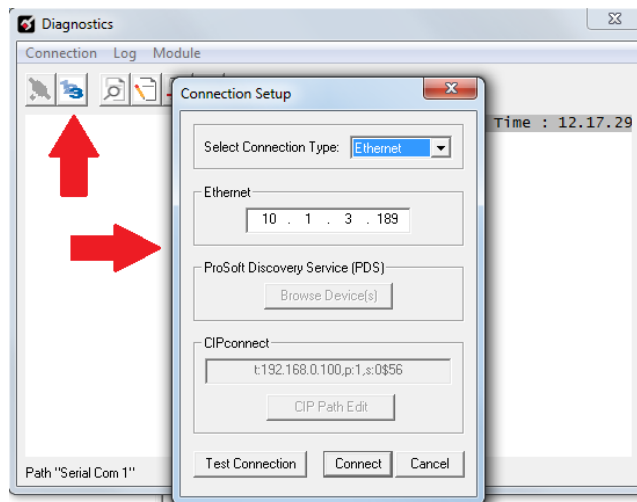 Diagnostics
Connection Log Module
Connection Setup
Time : 12.17.29
Select Connection Type: Ethernet
Ethernet
10 . 1 . 3 . 189
ProSoft Discovery Service (PDS)
Browse Device(s)
CIPconnect
t:192.168.0.100,p:1,s:0$56
CIP Path Edit
Test Connection Connect Cancel
Path "Serial Com 1"